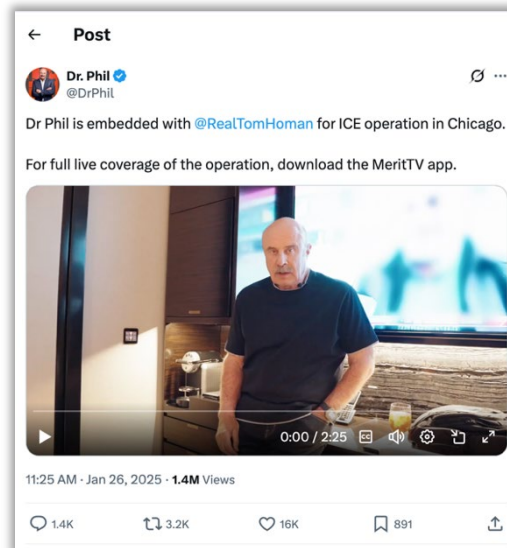 Post
Dr. Phil
@DrPhil
Dr Phil is embedded with @RealTomHoman for ICE operation in Chicago.
For full live coverage of the operation, download the MeritTV app.
0:00 / 2:25
CC
11:25 AM · Jan 26, 2025 · 1.4M Views
1.4K 3.2K 16K 891